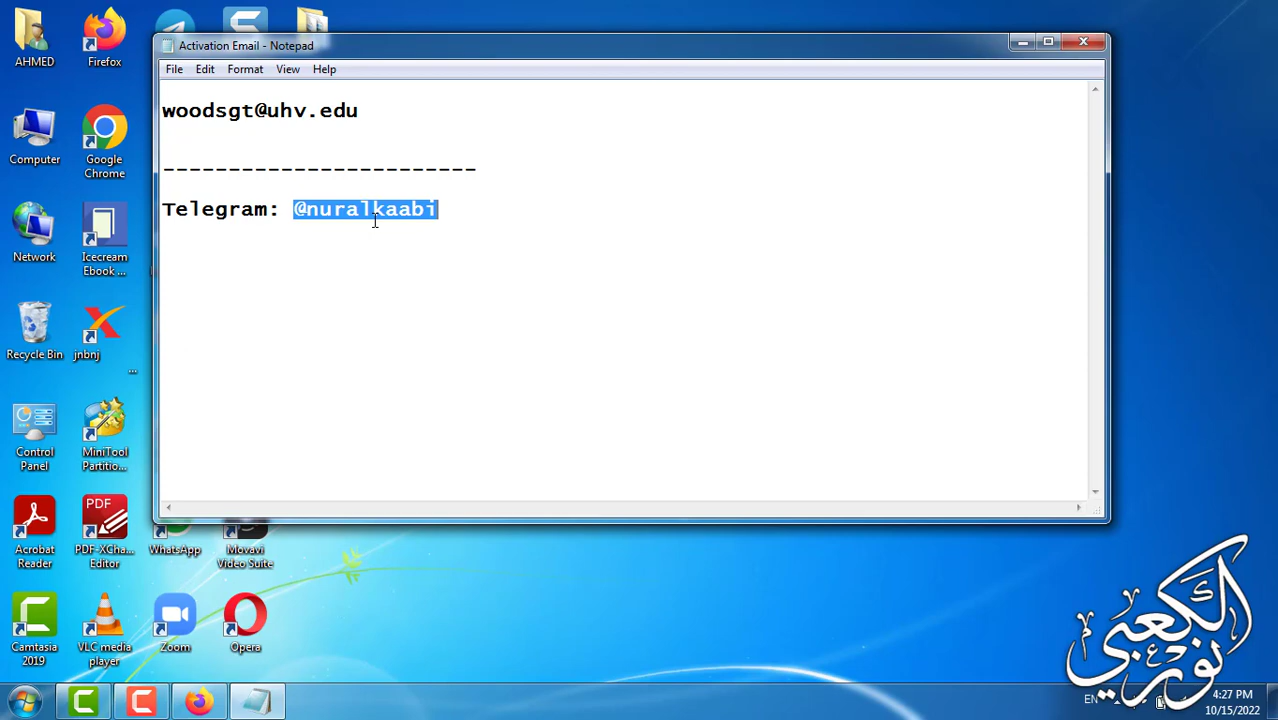 AHMED
Firefox
Activation Email - Notepad
File Edit Format View Help
woodsgt@uhv.edu
------------------------
Telegram: @nuralkaabi
Computer
Google
Chrome
Network
Icecream
Ebook ...
Recycle Bin
jnbnj
...
Control
Panel
MiniTool
Partitio...
PDF
Acrobat
Reader
PDF-XCha...
Editor
WhatsApp
Movavi
Video Suite
Camtasia
2019
VLC media
player
Zoom
Opera
نوري الكعبي
EN
4:27 PM
10/15/2022